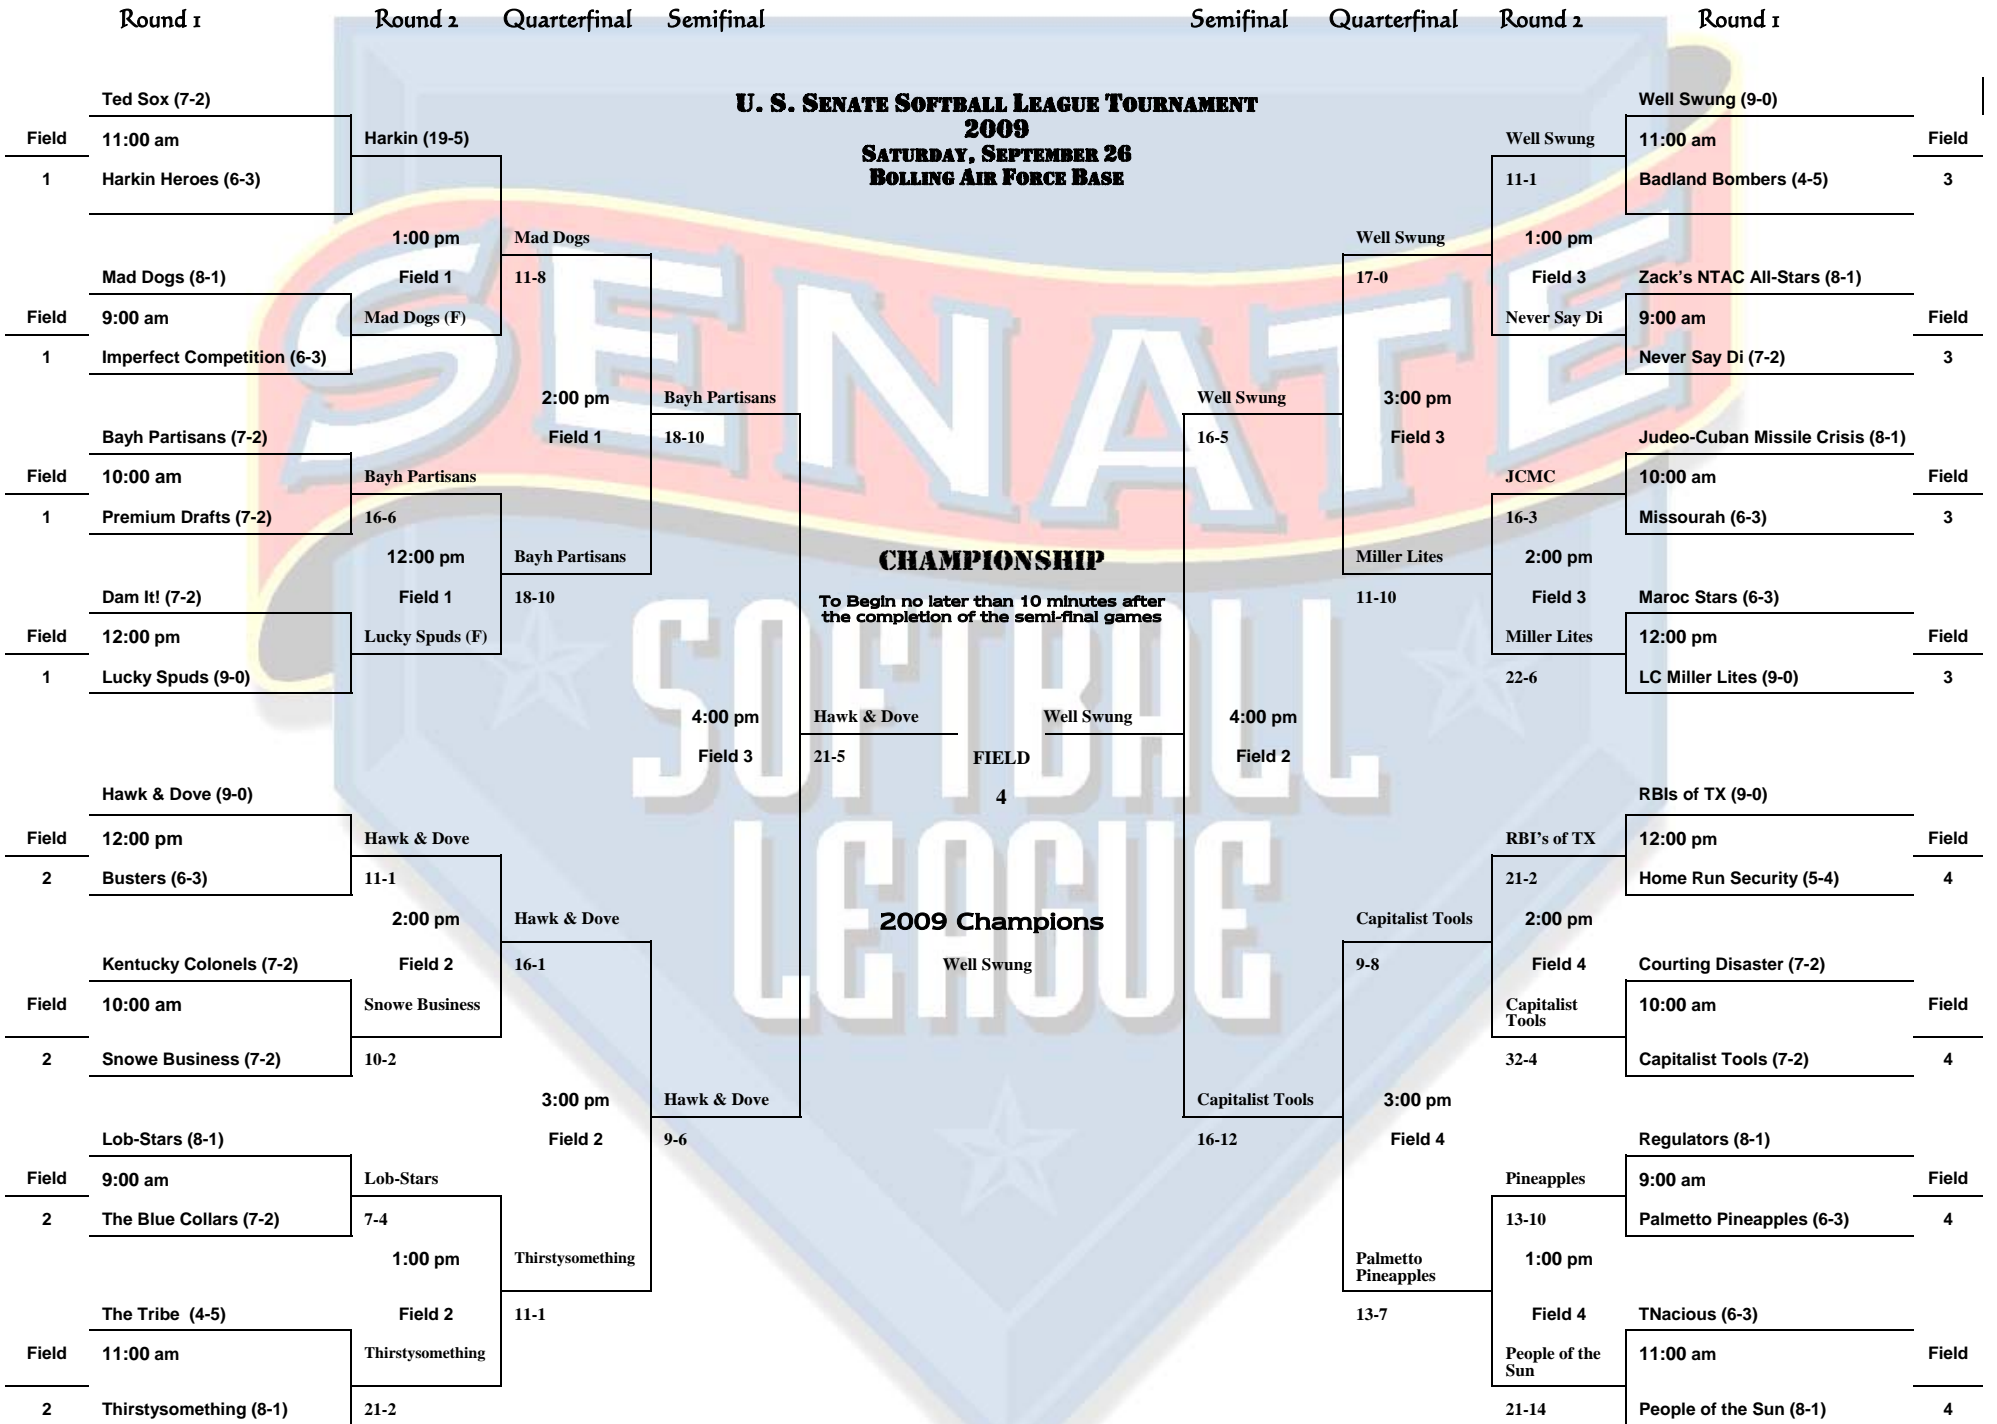 Round 1
Round 2
Quarterfinal
Semifinal
Semifinal
Quarterfinal
Round 2
Round 1
U. S. Senate Softball League Tournament
2009
Saturday, September 26
Bolling Air Force Base
Ted Sox (7-2)
Field
11:00 am
1
Harkin Heroes (6-3)
Harkin (19-5)
1:00 pm
Field 1
Mad Dogs (8-1)
Field
9:00 am
1
Imperfect Competition (6-3)
Mad Dogs (F)
Mad Dogs
11-8
2:00 pm
Field 1
Bayh Partisans (7-2)
Field
10:00 am
1
Premium Drafts (7-2)
Bayh Partisans
16-6
12:00 pm
Field 1
Dam It! (7-2)
Field
12:00 pm
1
Lucky Spuds (9-0)
Lucky Spuds (F)
Bayh Partisans
18-10
Bayh Partisans
18-10
4:00 pm
Field 3
Hawk & Dove (9-0)
Field
12:00 pm
2
Busters (6-3)
Hawk & Dove
11-1
2:00 pm
Field 2
Kentucky Colonels (7-2)
Field
10:00 am
2
Snowe Business (7-2)
Snowe Business
10-2
Hawk & Dove
16-1
3:00 pm
Field 2
Lob-Stars (8-1)
Field
9:00 am
2
The Blue Collars (7-2)
Lob-Stars
7-4
1:00 pm
Field 2
The Tribe (4-5)
Field
11:00 am
2
Thirstysomething (8-1)
Thirstysomething
21-2
Thirstysomething
11-1
Hawk & Dove
9-6
Hawk & Dove
21-5
CHAMPIONSHIP
To Begin no later than 10 minutes after
the completion of the semi-final games
FIELD
4
2009 Champions
Well Swung
Well Swung
Well Swung
16-5
4:00 pm
Field 2
Capitalist Tools
16-12
Well Swung
17-0
3:00 pm
Field 3
Miller Lites
11-10
Capitalist Tools
9-8
3:00 pm
Field 4
Palmetto
Pineapples
13-7
Well Swung
11-1
1:00 pm
Field 3
Never Say Di
Well Swung (9-0)
11:00 am
Field
Badland Bombers (4-5)
3
Zack's NTAC All-Stars (8-1)
9:00 am
Field
Never Say Di (7-2)
3
JCMC
16-3
2:00 pm
Field 3
Miller Lites
22-6
Judeo-Cuban Missile Crisis (8-1)
10:00 am
Field
Missourah (6-3)
3
Maroc Stars (6-3)
12:00 pm
Field
LC Miller Lites (9-0)
3
RBI's of TX
21-2
2:00 pm
Field 4
Capitalist
Tools
32-4
RBIs of TX (9-0)
12:00 pm
Field
Home Run Security (5-4)
4
Courting Disaster (7-2)
10:00 am
Field
Capitalist Tools (7-2)
4
Pineapples
13-10
1:00 pm
Field 4
People of the
Sun
21-14
Regulators (8-1)
9:00 am
Field
Palmetto Pineapples (6-3)
4
TNacious (6-3)
11:00 am
Field
People of the Sun (8-1)
4
SENATE
SOFTBALL
LEAGUE